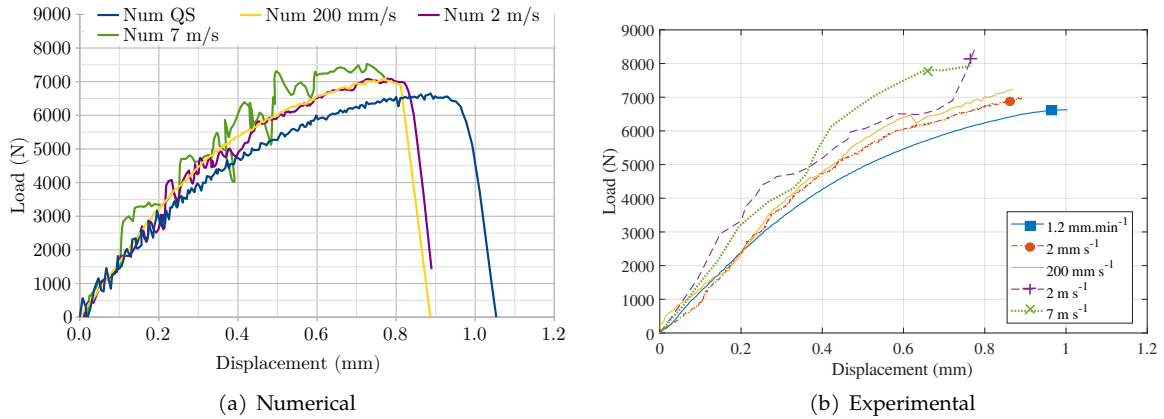 Num QS Num 200 mm/s Num 2 m/s
Num 7 m/s
9000
8000
7000
6000
5000
4000
3000
2000
1000
0
Load (N)
0.0 0.2 0.4 0.6 0.8 1.0 1.2
Displacement (mm)
(a) Numerical
9000
8000
7000
6000
5000
4000
3000
2000
1000
0
Load (N)
1.2 mm.min⁻¹
2 mm s⁻¹
200 mm s⁻¹
2 m s⁻¹
7 m s⁻¹
0 0.2 0.4 0.6 0.8 1 1.2
Displacement (mm)
(b) Experimental